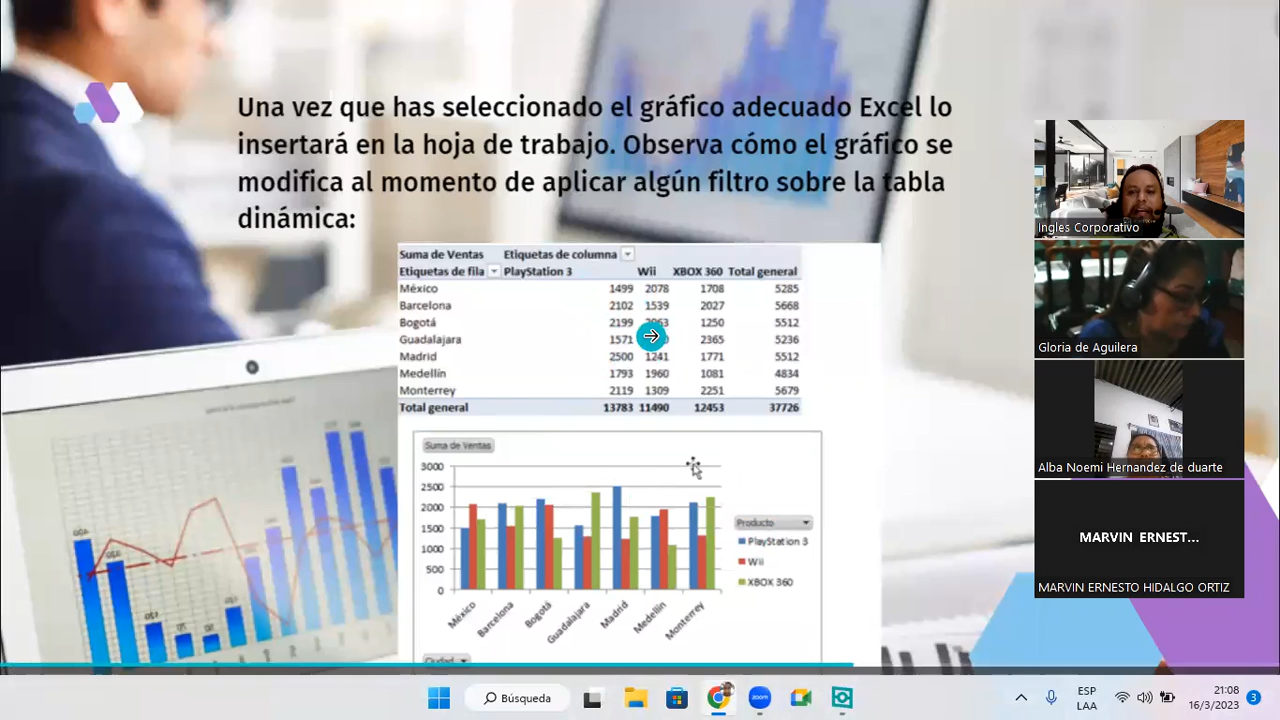 Una vez que has seleccionado el gráfico adecuado Excel lo
insertará en la hoja de trabajo. Observa cómo el gráfico se
modifica al momento de aplicar algún filtro sobre la tabla
dinámica:
Suma de Ventas Etiquetas de columna
Etiquetas de fila PlayStation 3 Wii XBOX 360 Total general
México 1499 2078 1708 5285
Barcelona 2102 1539 2027 5668
Bogotá 2199 1250 5512
Guadalajara 1571 2365 5236
Madrid 2500 1241 1771 5512
Medellín 1793 1960 1081 4834
Monterrey 2119 1309 2251 5679
Total general 13783 11490 12453 37726
Suma de Ventas
3000
2500
2000
1500
1000
500
0
México Barcelona Bogotá Guadalajara Madrid Medellín Monterrey
Producto
PlayStation 3
Wii
XBOX 360
Ciudad
Ingles Corporativo
Gloria de Aguilera
Alba Noemi Hernandez de duarte
MARVIN ERNEST...
MARVIN ERNESTO HIDALGO ORTIZ
Búsqueda
zoom
ESP
LAA
21:08
16/3/2023
3